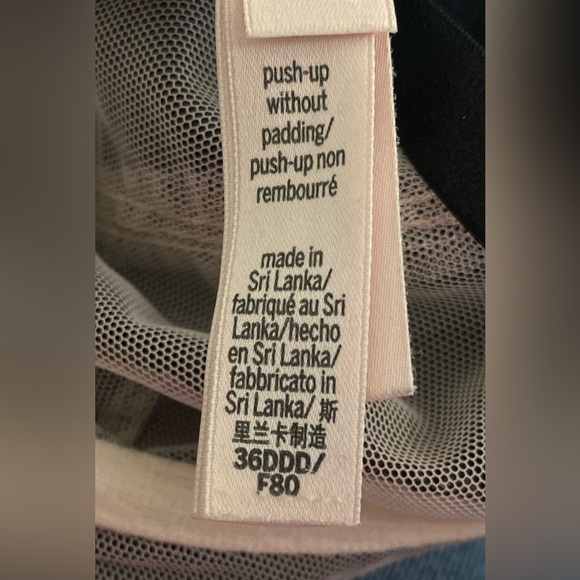 push-up
without
padding/
push-up non
rembourré
made in
Sri Lanka/
fabriqué au Sri
Lanka/hecho
en Sri Lanka/
fabbricato in
Sri Lanka/ 斯
里兰卡制造
36DDD/
F80